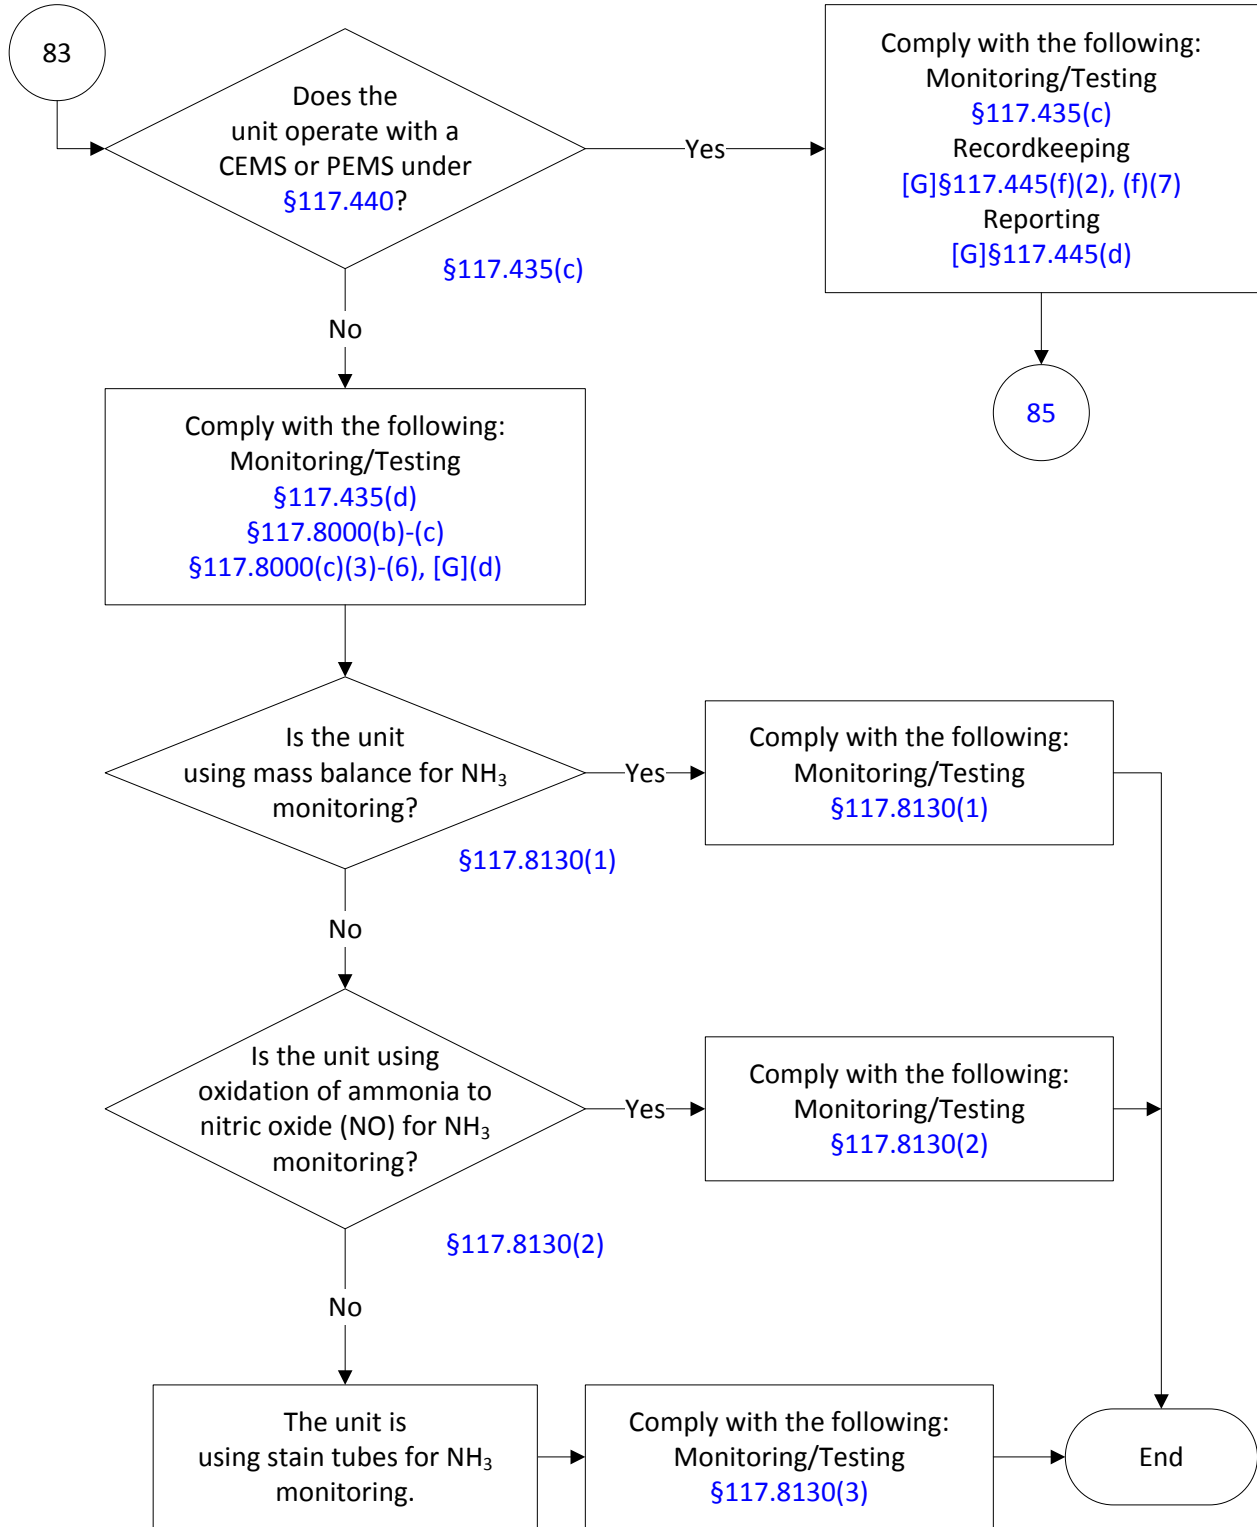 83
Does the
unit operate with a
CEMS or PEMS under
§117.440?
§117.435(c)
Yes
Comply with the following:
Monitoring/Testing
§117.435(c)
Recordkeeping
[G]§117.445(f)(2), (f)(7)
Reporting
[G]§117.445(d)
85
No
Comply with the following:
Monitoring/Testing
§117.435(d)
§117.8000(b)-(c)
§117.8000(c)(3)-(6), [G](d)
Is the unit
using mass balance for NH3
monitoring?
§117.8130(1)
Yes
Comply with the following:
Monitoring/Testing
§117.8130(1)
No
Is the unit using
oxidation of ammonia to
nitric oxide (NO) for NH3
monitoring?
§117.8130(2)
Yes
Comply with the following:
Monitoring/Testing
§117.8130(2)
No
The unit is
using stain tubes for NH3
monitoring.
Comply with the following:
Monitoring/Testing
§117.8130(3)
End